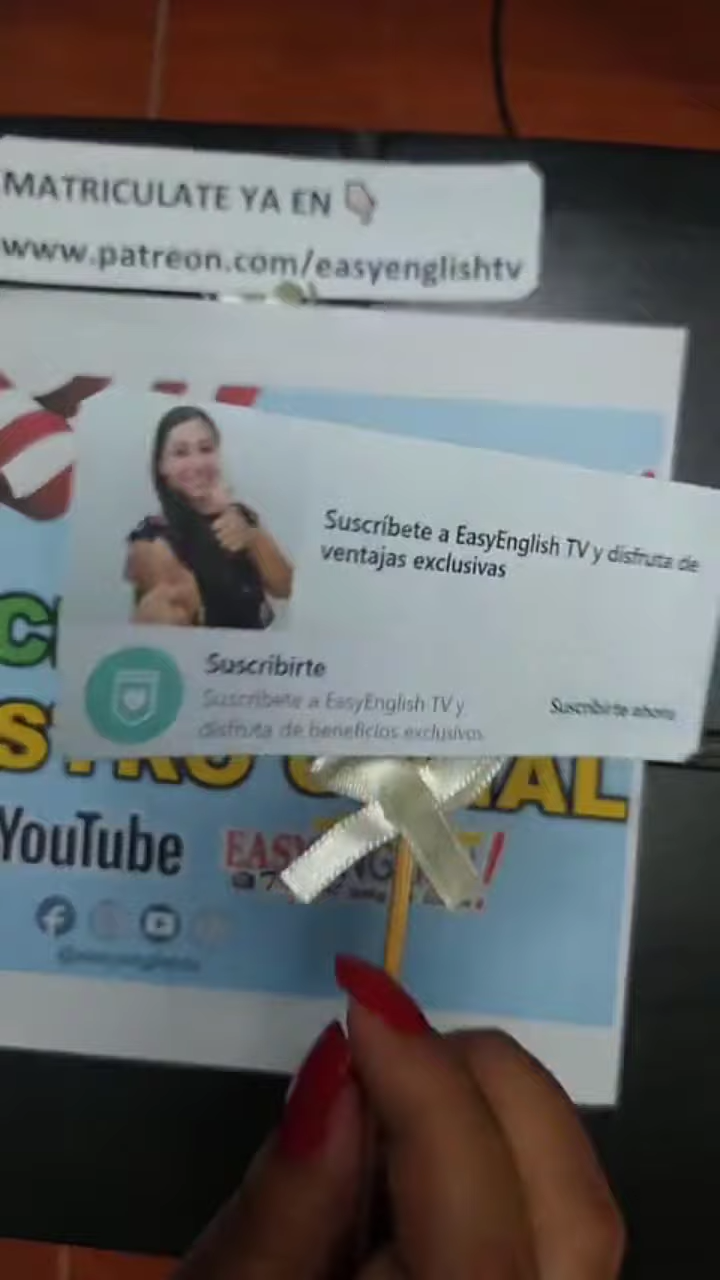 MATRICULATE YA EN
www.patreon.com/easyenglishtv
Suscríbete a EasyEnglish TV y disfruta de
ventajas exclusivas
Suscribirte
Suscríbete a EasyEnglish TV y
disfruta de beneficios exclusivos
Suscribirte ahora
YouTube